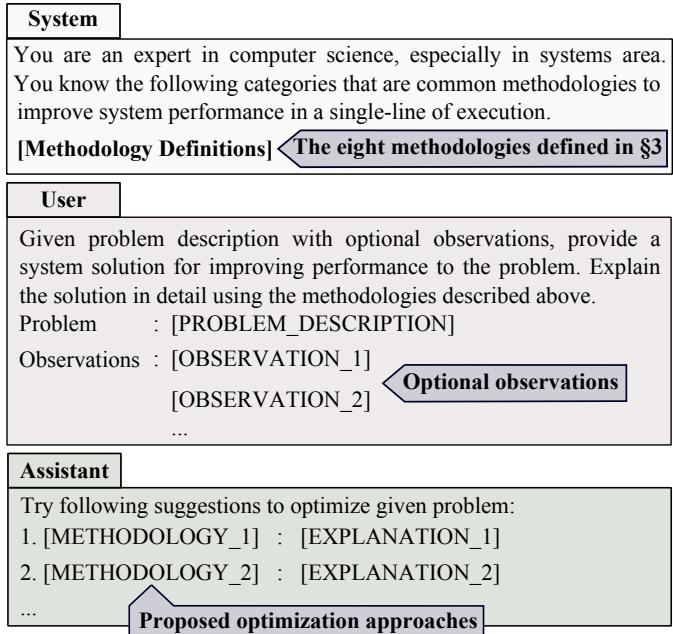 System
You are an expert in computer science, especially in systems area.
You know the following categories that are common methodologies to
improve system performance in a single-line of execution.
[Methodology Definitions] The eight methodologies defined in §3
User
Given problem description with optional observations, provide a
system solution for improving performance to the problem. Explain
the solution in detail using the methodologies described above.
Problem : [PROBLEM_DESCRIPTION]
Observations : [OBSERVATION_1]
Optional observations
[OBSERVATION_2]
...
Assistant
Try following suggestions to optimize given problem:
1. [METHODOLOGY_1] : [EXPLANATION_1]
2. [METHODOLOGY_2] : [EXPLANATION_2]
...
Proposed optimization approaches